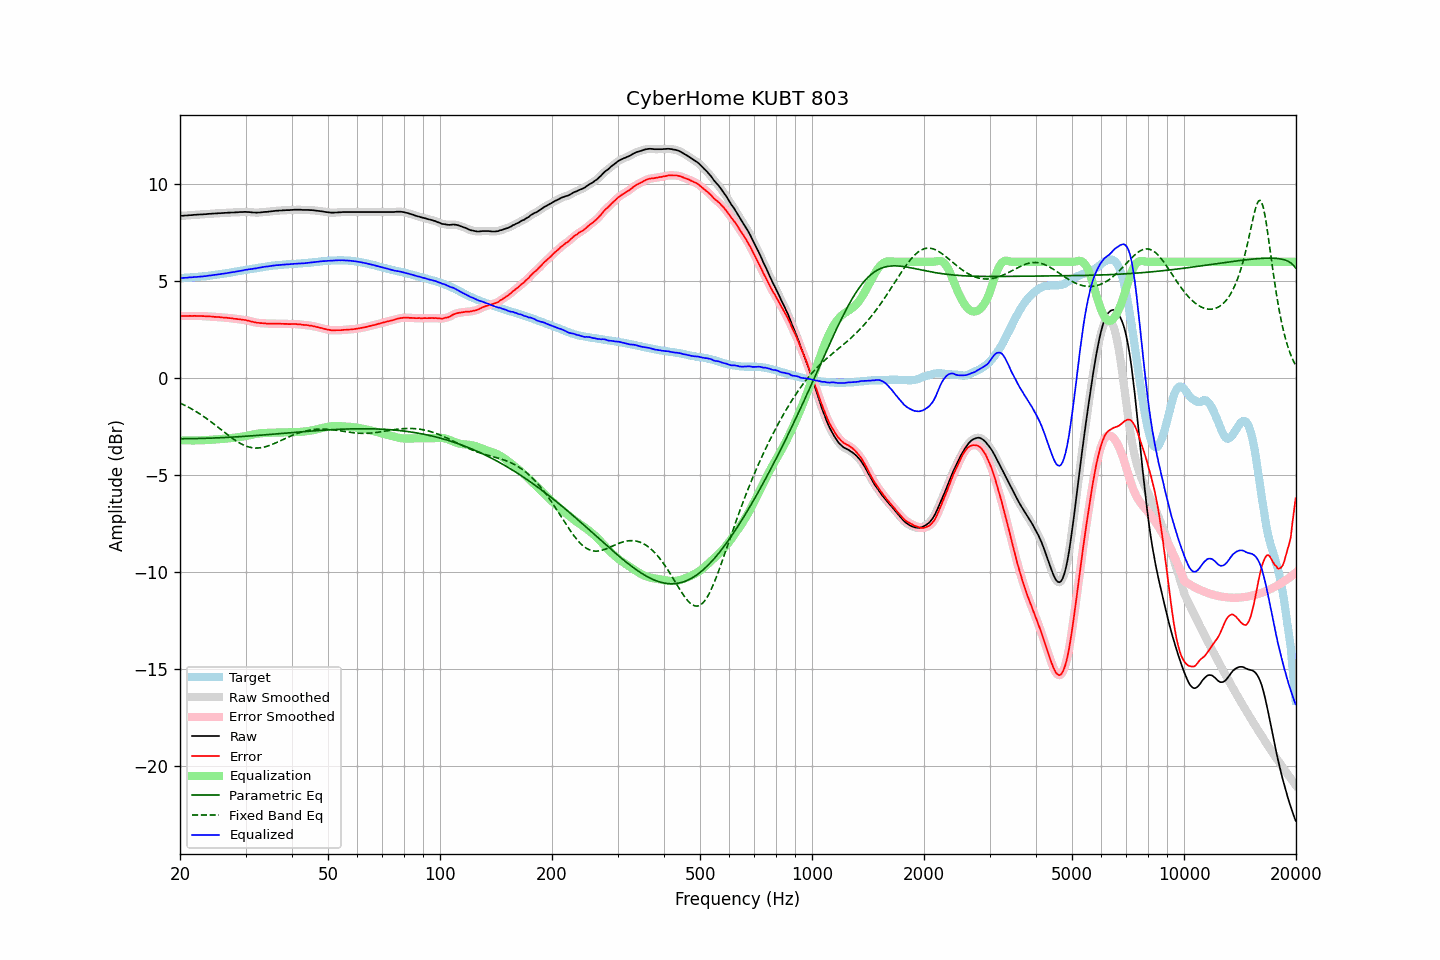 CyberHome KUBT 803
Amplitude (dBr)
10
5
0
−5
−10
−15
−20
Target
Raw Smoothed
Error Smoothed
Raw
Error
Equalization
Parametric Eq
Fixed Band Eq
Equalized
20 50 100 200 500 1000 2000 5000 10000 20000
Frequency (Hz)